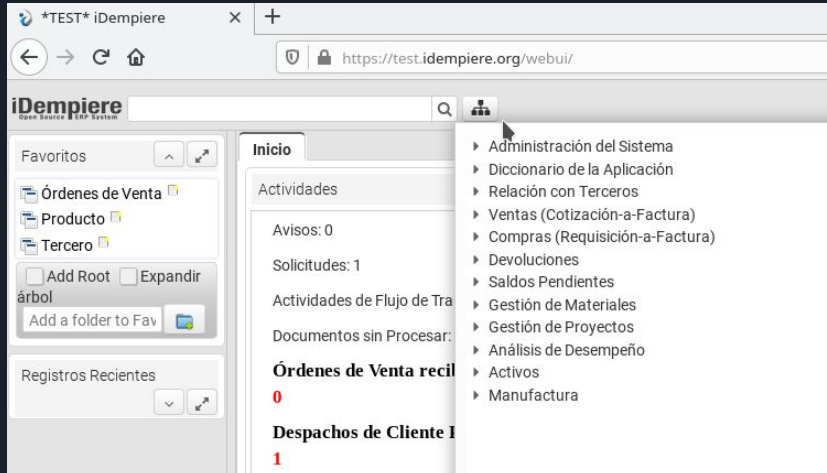 *TEST* iDempiere
https://test.idempiere.org/webui/
iDempiere
Open Source ERP System
Favoritos
Órdenes de Venta
Producto
Tercero
Add Root Expandir
árbol
Add a folder to Fav
Registros Recientes
Inicio
Actividades
Avisos: 0
Solicitudes: 1
Actividades de Flujo de Tra
Documentos sin Procesar:
Órdenes de Venta recib
0
Despachos de Cliente
1
Administración del Sistema
Diccionario de la Aplicación
Relación con Terceros
Ventas (Cotización-a-Factura)
Compras (Requisición-a-Factura)
Devoluciones
Saldos Pendientes
Gestión de Materiales
Gestión de Proyectos
Análisis de Desempeño
Activos
Manufactura